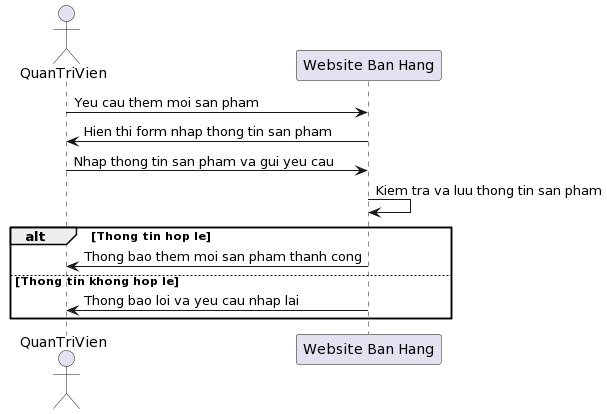 QuanTriVien
Website Ban Hang
Yeu cau them moi san pham
Hien thi form nhap thong tin san pham
Nhap thong tin san pham va gui yeu cau
Kiem tra va luu thong tin san pham
alt [Thong tin hop le]
Thong bao them moi san pham thanh cong
[Thong tin khong hop le]
Thong bao loi va yeu cau nhap lai
QuanTriVien
Website Ban Hang